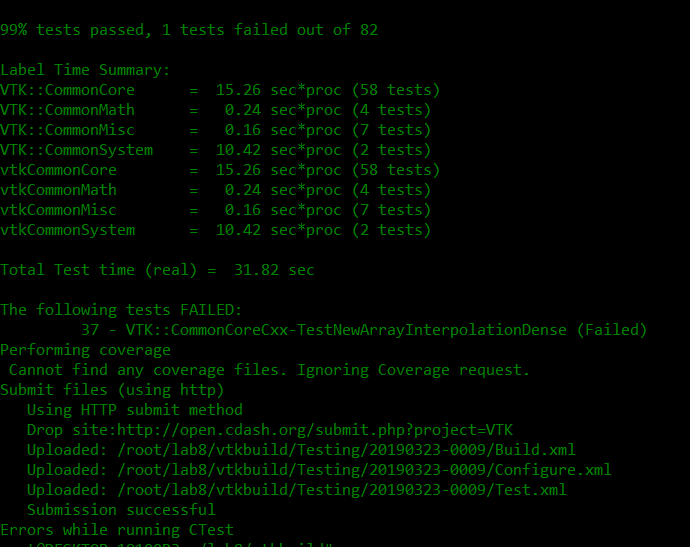 99% tests passed, 1 tests failed out of 82
Label Time Summary:
VTK::CommonCore = 15.26 sec*proc (58 tests)
VTK::CommonMath = 0.24 sec*proc (4 tests)
VTK::CommonMisc = 0.16 sec*proc (7 tests)
VTK::CommonSystem = 10.42 sec*proc (2 tests)
vtkCommonCore = 15.26 sec*proc (58 tests)
vtkCommonMath = 0.24 sec*proc (4 tests)
vtkCommonMisc = 0.16 sec*proc (7 tests)
vtkCommonSystem = 10.42 sec*proc (2 tests)
Total Test time (real) = 31.82 sec
The following tests FAILED:
37 - VTK::CommonCoreCxx-TestNewArrayInterpolationDense (Failed)
Performing coverage
Cannot find any coverage files. Ignoring Coverage request.
Submit files (using http)
Using HTTP submit method
Drop site:http://open.cdash.org/submit.php?project=VTK
Uploaded: /root/lab8/vtkbuild/Testing/20190323-0009/Build.xml
Uploaded: /root/lab8/vtkbuild/Testing/20190323-0009/Configure.xml
Uploaded: /root/lab8/vtkbuild/Testing/20190323-0009/Test.xml
Submission successful
Errors while running CTest